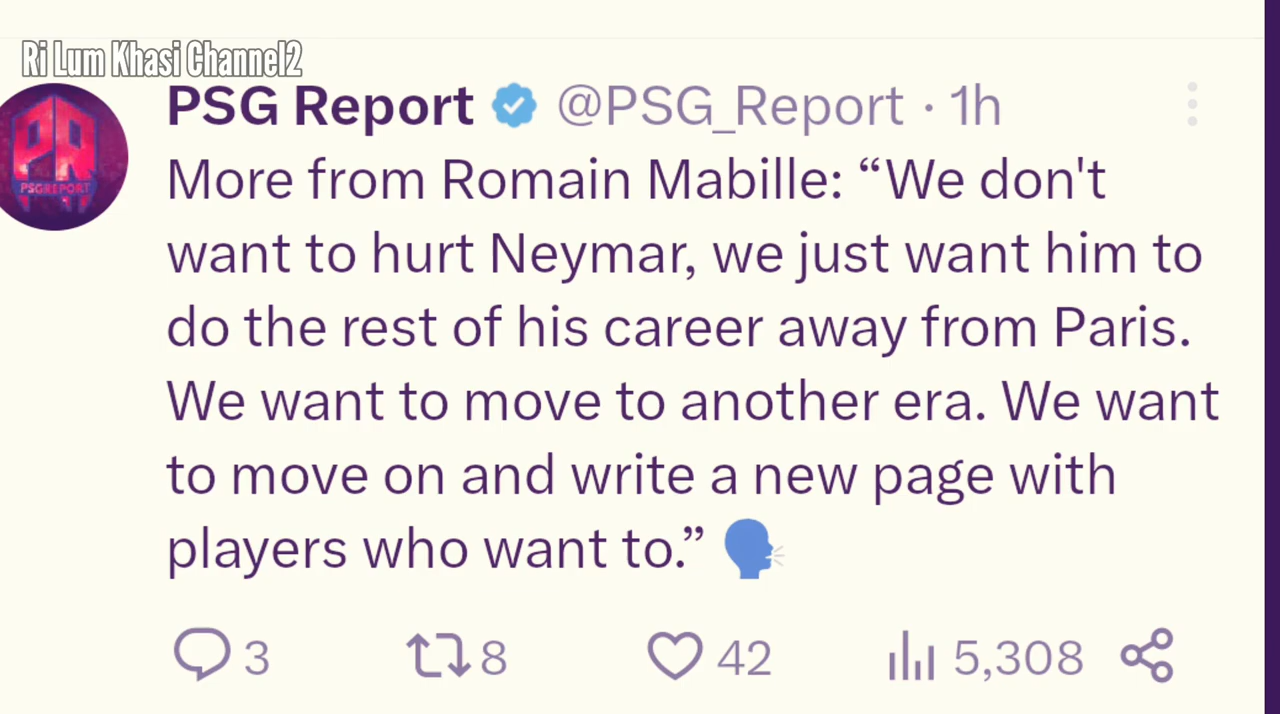 Ri Lum Khasi Channel2
PSG Report @PSG_Report · 1h
PSGREPORT
More from Romain Mabille: “We don't
want to hurt Neymar, we just want him to
do the rest of his career away from Paris.
We want to move to another era. We want
to move on and write a new page with
players who want to.” 🗣
3 8 42 5,308